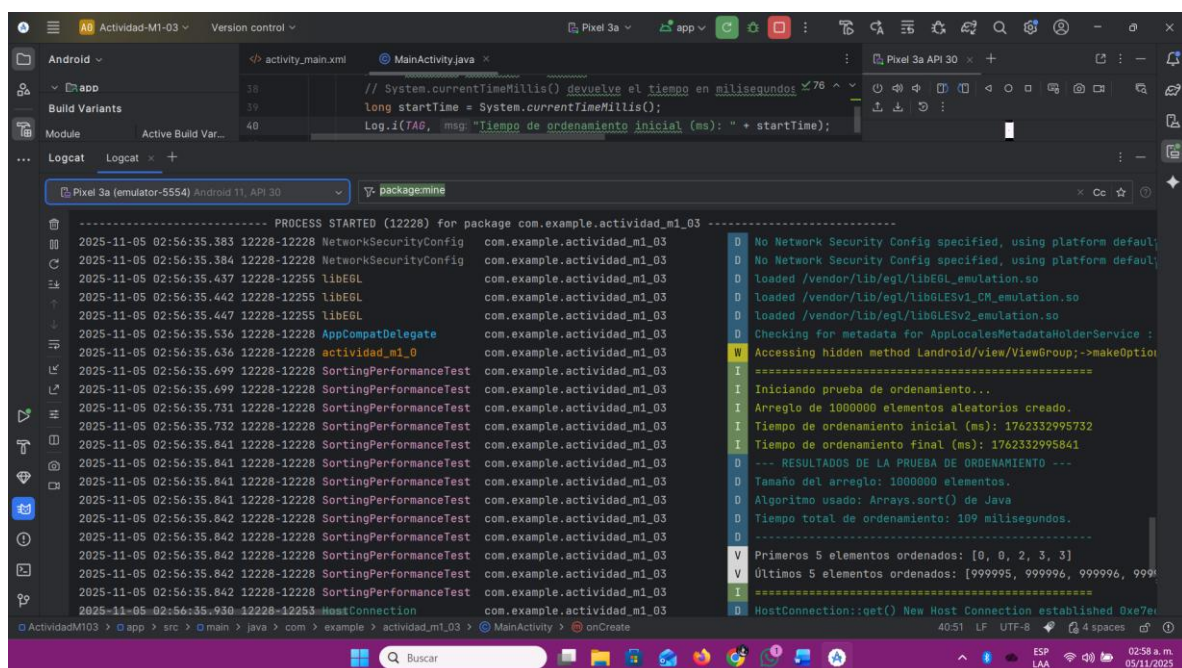 A0 Actividad-M1-03 Version control Pixel 3a app
Android activity_main.xml MainActivity.java Pixel 3a API 30
app 38 // System.currentTimeMillis() devuelve el tiempo en milisegundos 76
Build Variants 39 long startTime = System.currentTimeMillis();
Module Active Build Var... 40 Log.i(TAG, msg: "Tiempo de ordenamiento inicial (ms): " + startTime);
Logcat Logcat
Pixel 3a (emulator-5554) Android 11, API 30 package:mine Cc
---------------------------- PROCESS STARTED (12228) for package com.example.actividad_m1_03 ----------------------------
2025-11-05 02:56:35.383 12228-12228 NetworkSecurityConfig com.example.actividad_m1_03 D No Network Security Config specified, using platform default
2025-11-05 02:56:35.384 12228-12228 NetworkSecurityConfig com.example.actividad_m1_03 D No Network Security Config specified, using platform default
2025-11-05 02:56:35.437 12228-12255 libEGL com.example.actividad_m1_03 D loaded /vendor/lib/egl/libEGL_emulation.so
2025-11-05 02:56:35.442 12228-12255 libEGL com.example.actividad_m1_03 D loaded /vendor/lib/egl/libGLESv1_CM_emulation.so
2025-11-05 02:56:35.447 12228-12255 libEGL com.example.actividad_m1_03 D loaded /vendor/lib/egl/libGLESv2_emulation.so
2025-11-05 02:56:35.536 12228-12228 AppCompatDelegate com.example.actividad_m1_03 D Checking for metadata for AppLocalesMetadataHolderService :
2025-11-05 02:56:35.636 12228-12228 actividad_m1_0 com.example.actividad_m1_03 W Accessing hidden method Landroid/view/ViewGroup;->makeOption
2025-11-05 02:56:35.699 12228-12228 SortingPerformanceTest com.example.actividad_m1_03 I ==================================================
2025-11-05 02:56:35.699 12228-12228 SortingPerformanceTest com.example.actividad_m1_03 I Iniciando prueba de ordenamiento...
2025-11-05 02:56:35.731 12228-12228 SortingPerformanceTest com.example.actividad_m1_03 I Arreglo de 1000000 elementos aleatorios creado.
2025-11-05 02:56:35.732 12228-12228 SortingPerformanceTest com.example.actividad_m1_03 I Tiempo de ordenamiento inicial (ms): 1762332995732
2025-11-05 02:56:35.841 12228-12228 SortingPerformanceTest com.example.actividad_m1_03 I Tiempo de ordenamiento final (ms): 1762332995841
2025-11-05 02:56:35.841 12228-12228 SortingPerformanceTest com.example.actividad_m1_03 D --- RESULTADOS DE LA PRUEBA DE ORDENAMIENTO ---
2025-11-05 02:56:35.841 12228-12228 SortingPerformanceTest com.example.actividad_m1_03 D Tamaño del arreglo: 1000000 elementos.
2025-11-05 02:56:35.841 12228-12228 SortingPerformanceTest com.example.actividad_m1_03 D Algoritmo usado: Arrays.sort() de Java
2025-11-05 02:56:35.842 12228-12228 SortingPerformanceTest com.example.actividad_m1_03 D Tiempo total de ordenamiento: 109 milisegundos.
2025-11-05 02:56:35.842 12228-12228 SortingPerformanceTest com.example.actividad_m1_03 D --------------------------------------------------
2025-11-05 02:56:35.842 12228-12228 SortingPerformanceTest com.example.actividad_m1_03 V Primeros 5 elementos ordenados: [0, 0, 2, 3, 3]
2025-11-05 02:56:35.842 12228-12228 SortingPerformanceTest com.example.actividad_m1_03 V Últimos 5 elementos ordenados: [999995, 999996, 999996, 999
2025-11-05 02:56:35.842 12228-12228 SortingPerformanceTest com.example.actividad_m1_03 I ==================================================
2025-11-05 02:56:35.930 12228-12253 HostConnection com.example.actividad_m1_03 D HostConnection::get() New Host Connection established 0xe7e
ActividadM103 > app > src > main > java > com > example > actividad_m1_03 > MainActivity > onCreate 40:51 LF UTF-8 4 spaces
Buscar ESP LAA 02:58 a. m. 05/11/2025